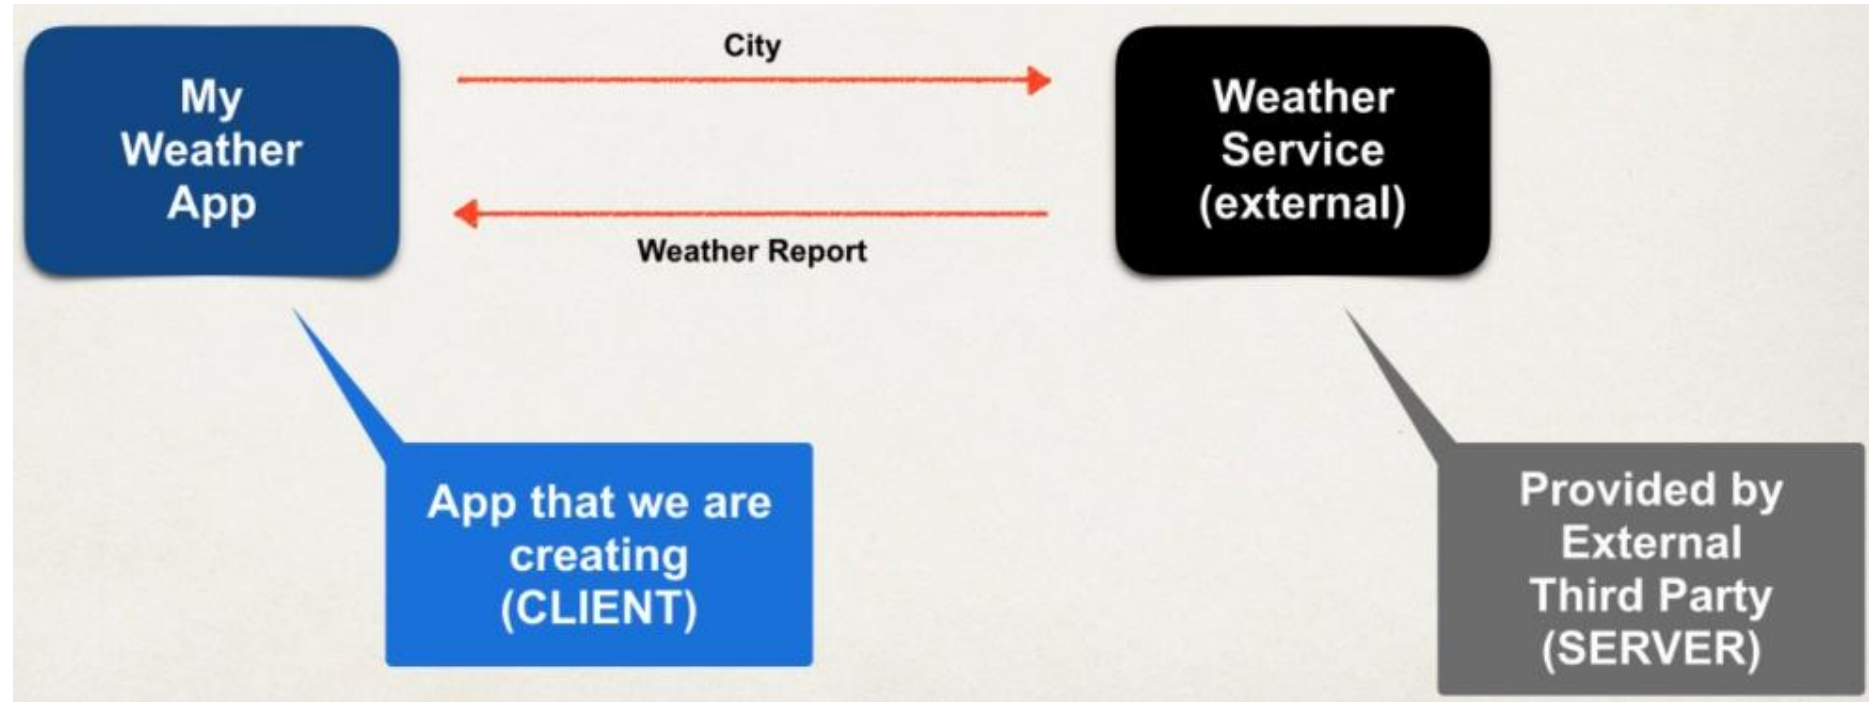 My
Weather
App
City
Weather Report
Weather
Service
(external)
App that we are
creating
(CLIENT)
Provided by
External
Third Party
(SERVER)